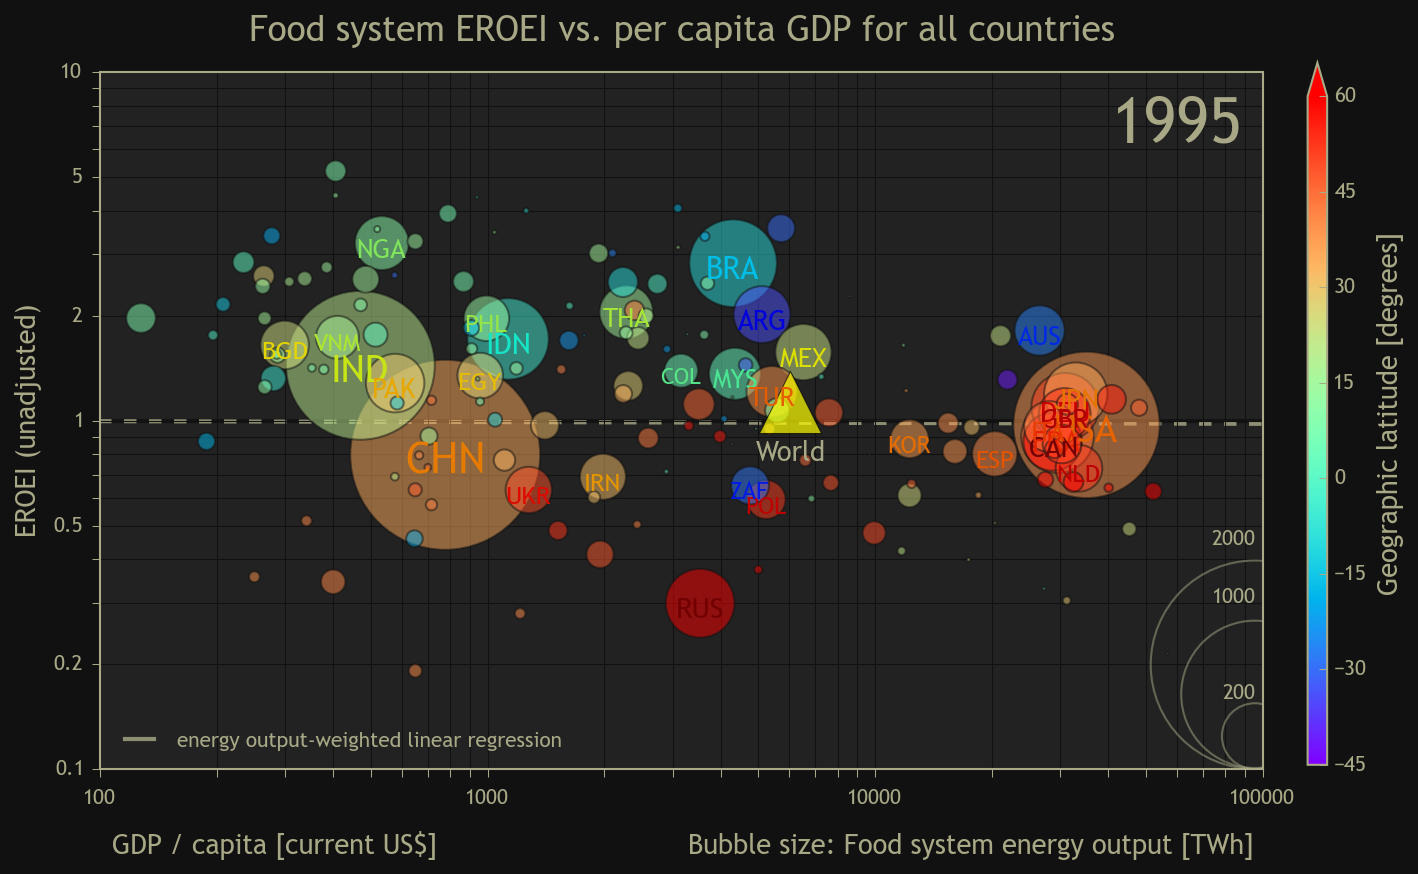 Food system EROEI vs. per capita GDP for all countries
1995
EROEI (unadjusted)
10
5
2
1
0.5
0.2
0.1
NGA
BRA
ARG
THA
PHL
IDN
VNM
BGD
IND
PAK
EGY
COL
MYS
MEX
AUS
TUR
World
CHN
UKR
IRN
ZAF
POL
RUS
KOR
ESP
JPN
GBR
CAN
NLD
2000
1000
200
energy output-weighted linear regression
100
1000
10000
100000
GDP / capita [current US$]
Bubble size: Food system energy output [TWh]
60
45
30
15
0
−15
−30
−45
Geographic latitude [degrees]